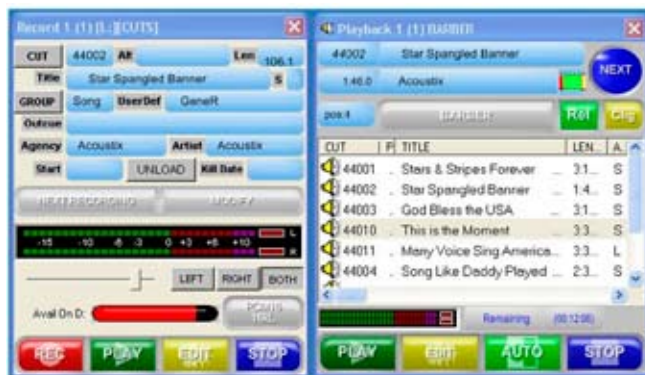 Record 1 (1) [L:][CUTS]
CUT 44002 Alt Len 106.1
Title Star Spangled Banner S
GROUP Song UserDef GeneR
Outcue
Agency Acoustix Artist Acoustix
Start UNLOAD Kill Date
NEXT RECORDING MODIFY
-15 -10 -6 -3 0 +3 +6 +10 L R
LEFT RIGHT BOTH
Avail On D:
REC PLAY EDIT STOP
Playback 1 (1) BARBER
44002 Star Spangled Banner NEXT
1:46.0 Acoustix
pos:4 BARBER Ref Clig
CUT P TITLE LEN... A.
44001 Stars & Stripes Forever ... 3:1... S
44002 Star Spangled Banner ... 1:4... S
44003 God Bless the USA ... 3:1... S
44010 This is the Moment ... 3:3... S
44011 Many Voice Sing America... 3:3... L
44004 Song Like Daddy Played ... 2:3... S
Remaining (00:12:06)
PLAY EDIT AUTO STOP